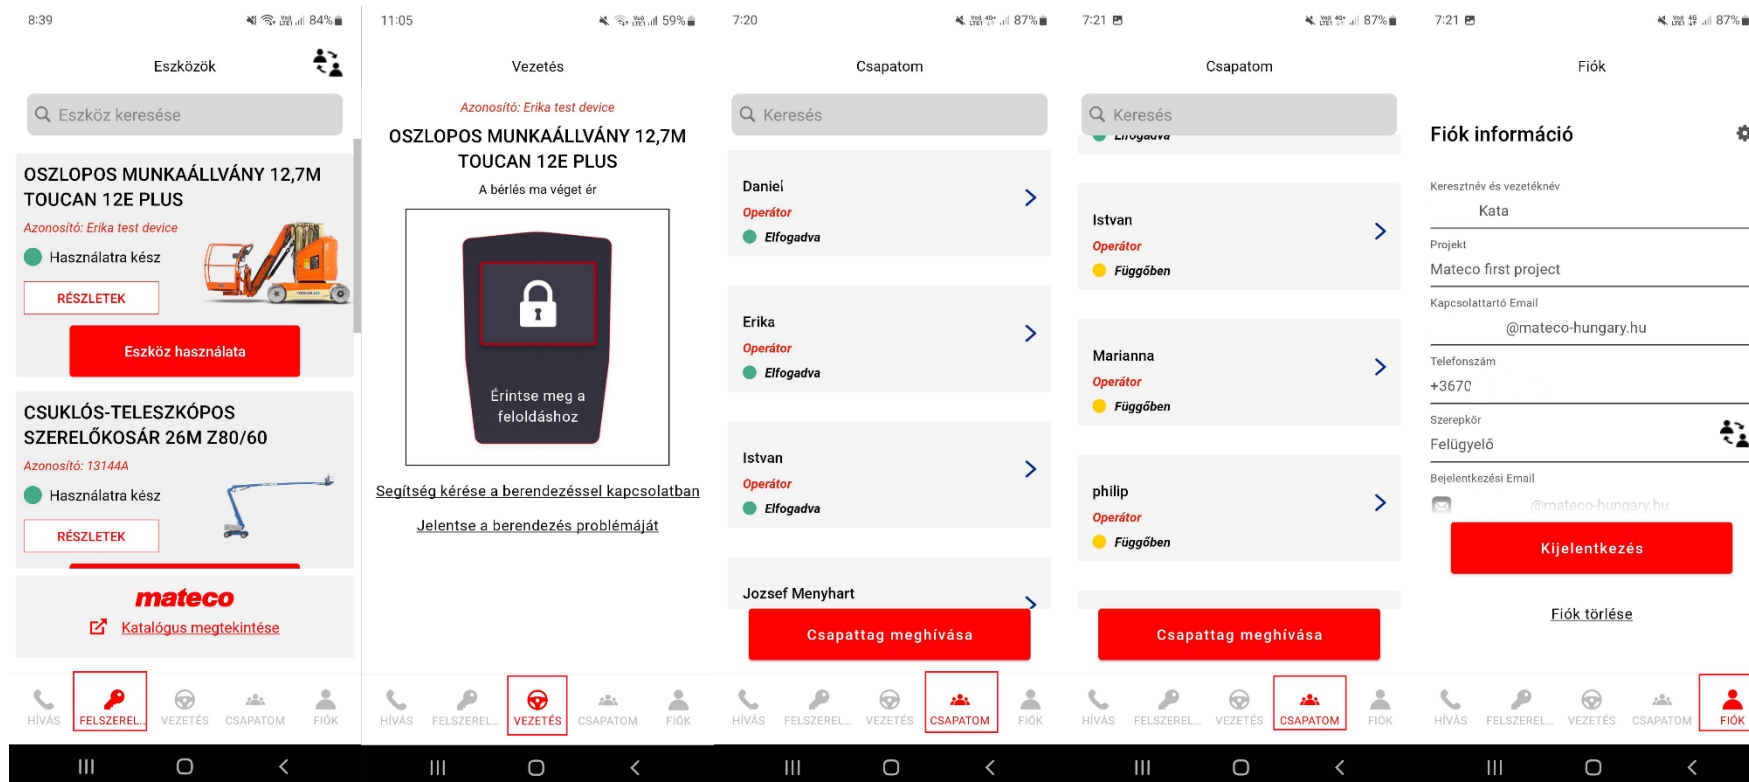 8:39
84%
Eszközök
Eszköz keresése
OSZLOPOS MUNKAÁLLVÁNY 12,7M
TOUCAN 12E PLUS
Azonosító: Erika test device
Használatra kész
RÉSZLETEK
Eszköz használata
CSUKLÓS-TELESZKÓPOS
SZERELŐKOSÁR 26M Z80/60
Azonosító: 13144A
Használatra kész
RÉSZLETEK
mateco
Katalógus megtekintése
HÍVÁS FELSZEREL... VEZETÉS CSAPATOM FIÓK
11:05
59%
Vezetés
Azonosító: Erika test device
OSZLOPOS MUNKAÁLLVÁNY 12,7M
TOUCAN 12E PLUS
A bérlés ma véget ér
Érintse meg a
feloldáshoz
Segítség kérése a berendezéssel kapcsolatban
Jelentse a berendezés problémáját
HÍVÁS FELSZEREL... VEZETÉS CSAPATOM FIÓK
7:20
87%
Csapatom
Keresés
Daniel
Operátor
Elfogadva
Erika
Operátor
Elfogadva
Istvan
Operátor
Elfogadva
Jozsef Menyhart
Csapattag meghívása
HÍVÁS FELSZEREL... VEZETÉS CSAPATOM FIÓK
7:21
87%
Csapatom
Keresés
Elfogadva
Istvan
Operátor
Függőben
Marianna
Operátor
Függőben
philip
Operátor
Függőben
Csapattag meghívása
HÍVÁS FELSZEREL... VEZETÉS CSAPATOM FIÓK
7:21
4G 87%
Fiók
Fiók információ
Keresztnév és vezetéknév
Kata
Projekt
Mateco first project
Kapcsolattartó Email
@mateco-hungary.hu
Telefonszám
+3670
Szerepkör
Felügyelő
Bejelentkezési Email
@mateco-hungary.hu
Kijelentkezés
Fiók törlése
HÍVÁS FELSZEREL... VEZETÉS CSAPATOM FIÓK